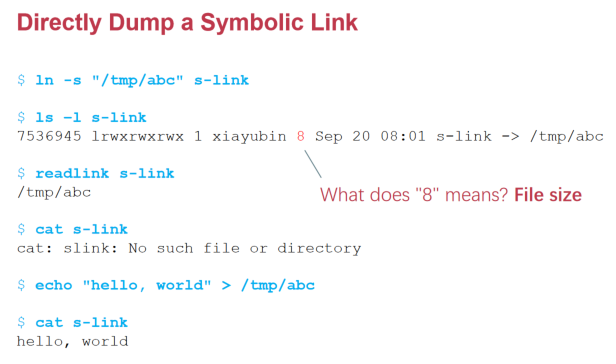 Directly Dump a Symbolic Link
$ ln -s "/tmp/abc" s-link
$ ls –l s-link
7536945 lrwxrwxrwx 1 xiayubin 8 Sep 20 08:01 s-link -> /tmp/abc
$ readlink s-link
/tmp/abc
What does "8" means? File size
$ cat s-link
cat: slink: No such file or directory
$ echo "hello, world" > /tmp/abc
$ cat s-link
hello, world